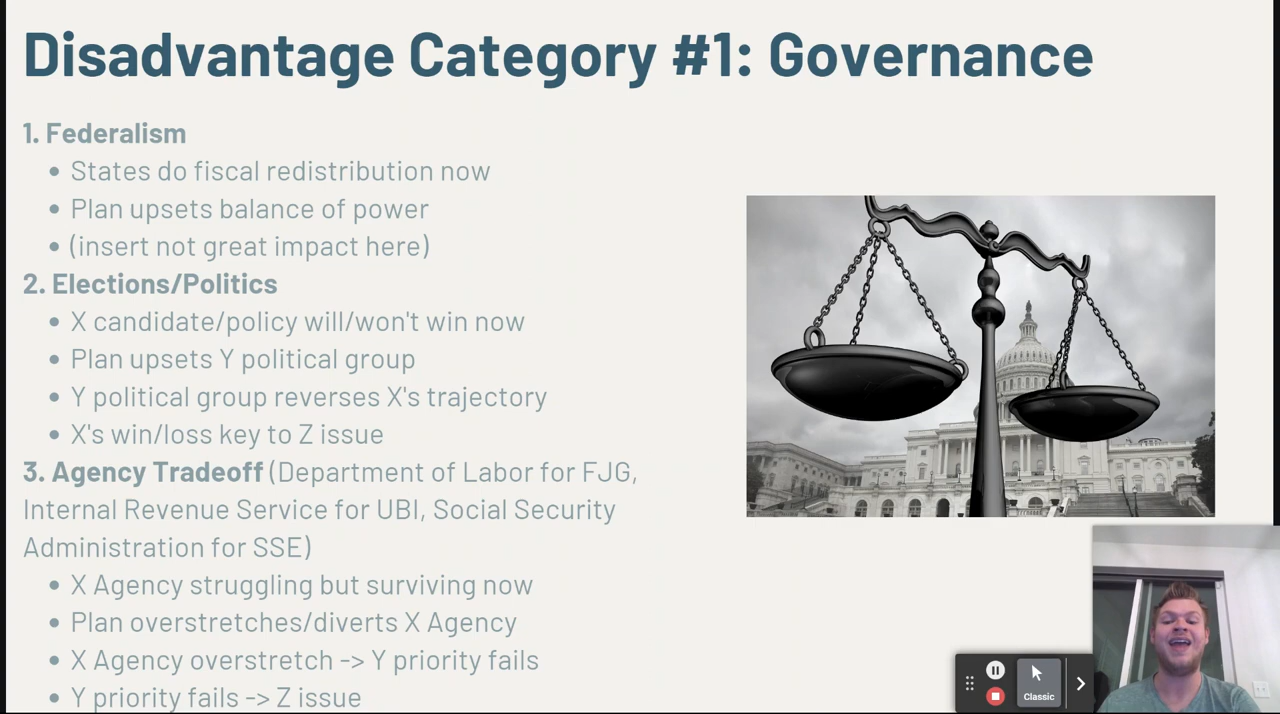 Disadvantage Category #1: Governance
1. Federalism
• States do fiscal redistribution now
• Plan upsets balance of power
• (insert not great impact here)
2. Elections/Politics
• X candidate/policy will/won't win now
• Plan upsets Y political group
• Y political group reverses X's trajectory
• X's win/loss key to Z issue
3. Agency Tradeoff (Department of Labor for FJG,
Internal Revenue Service for UBI, Social Security
Administration for SSE)
• X Agency struggling but surviving now
• Plan overstretches/diverts X Agency
• X Agency overstretch -> Y priority fails
• Y priority fails -> Z issue
Classic